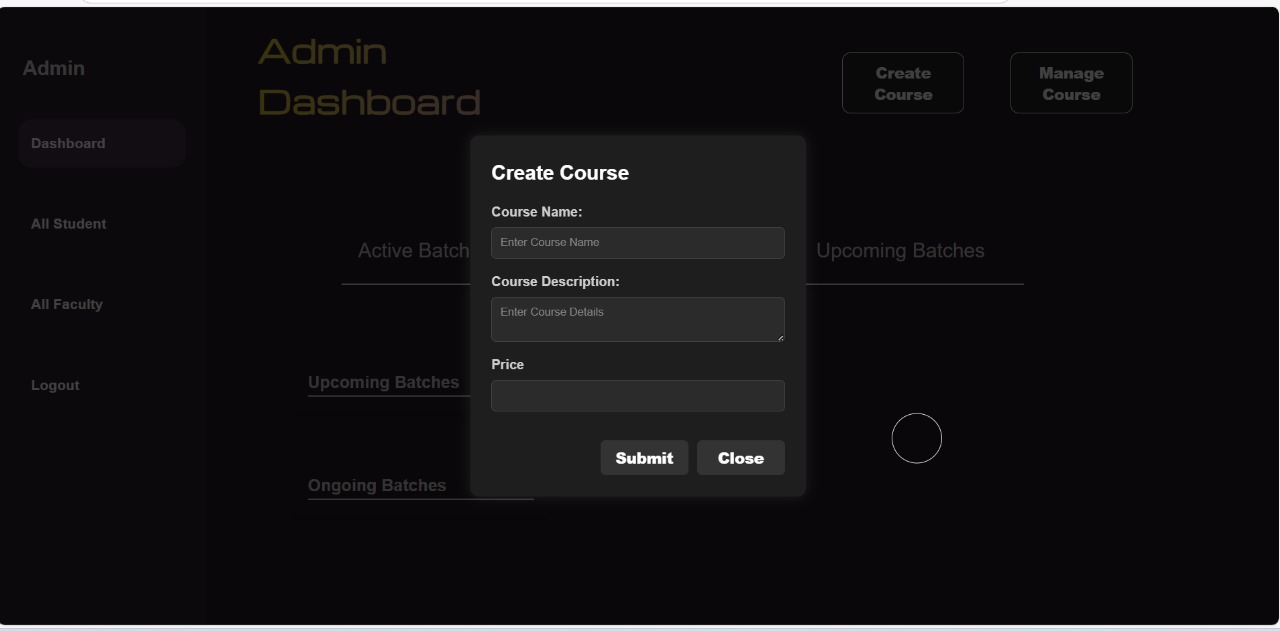 Admin
Dashboard
All Student
All Faculty
Logout
Admin
Dashboard
Create
Course
Manage
Course
Active Batch
Upcoming Batches
Upcoming Batches
Ongoing Batches
Create Course
Course Name:
Enter Course Name
Course Description:
Enter Course Details
Price
Submit Close